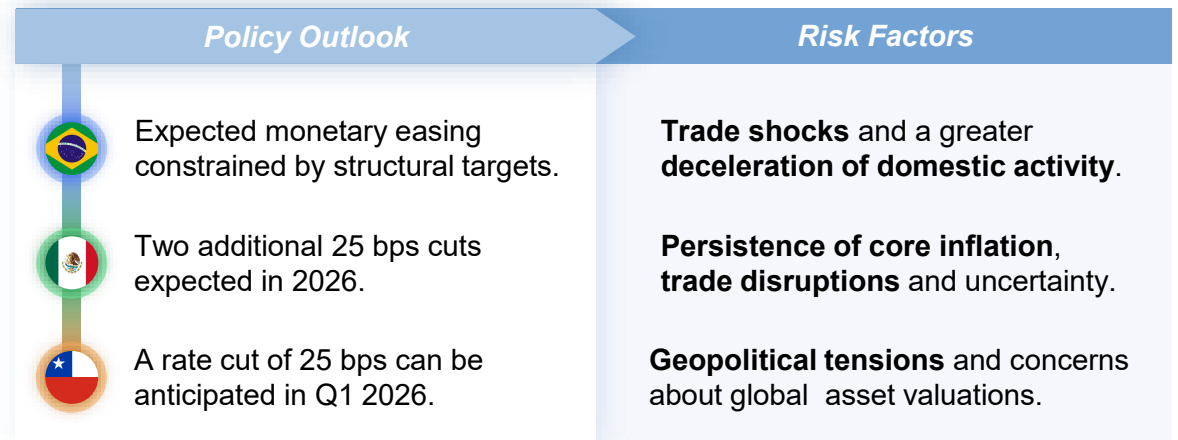 Policy Outlook
Risk Factors
Expected monetary easing
constrained by structural targets.
Trade shocks and a greater
deceleration of domestic activity.
Two additional 25 bps cuts
expected in 2026.
Persistence of core inflation,
trade disruptions and uncertainty.
A rate cut of 25 bps can be
anticipated in Q1 2026.
Geopolitical tensions and concerns
about global  asset valuations.